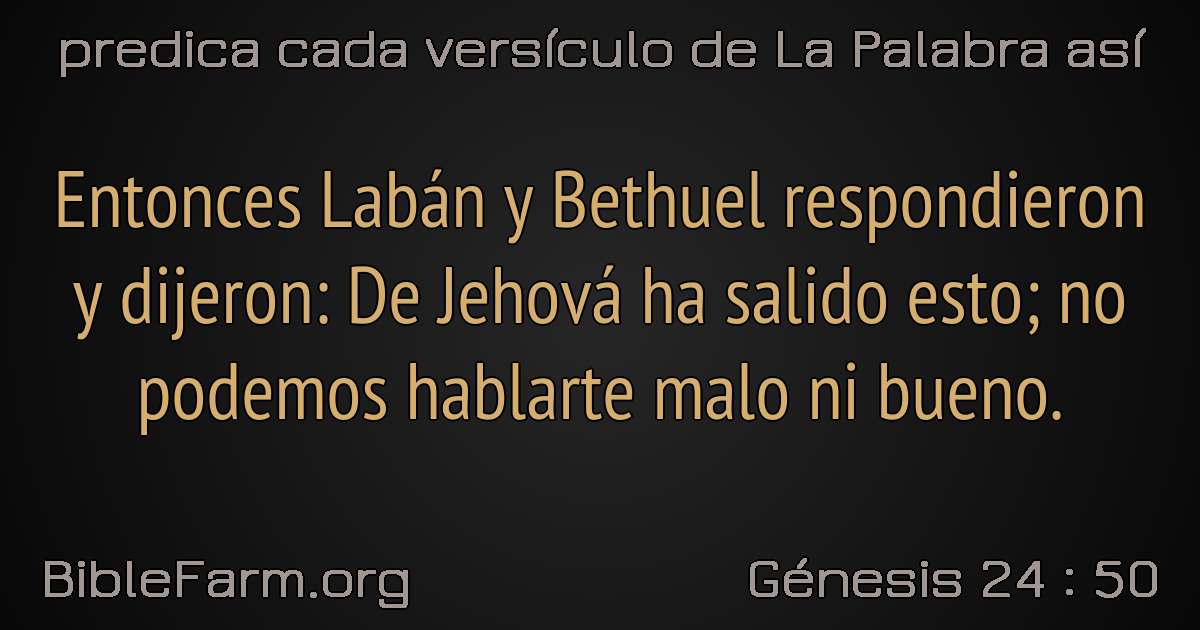 predica cada versículo de La Palabra así
Entonces Labán y Bethuel respondieron
y dijeron: De Jehová ha salido esto; no
podemos hablarte malo ni bueno.
BibleFarm.org
Génesis 24 : 50